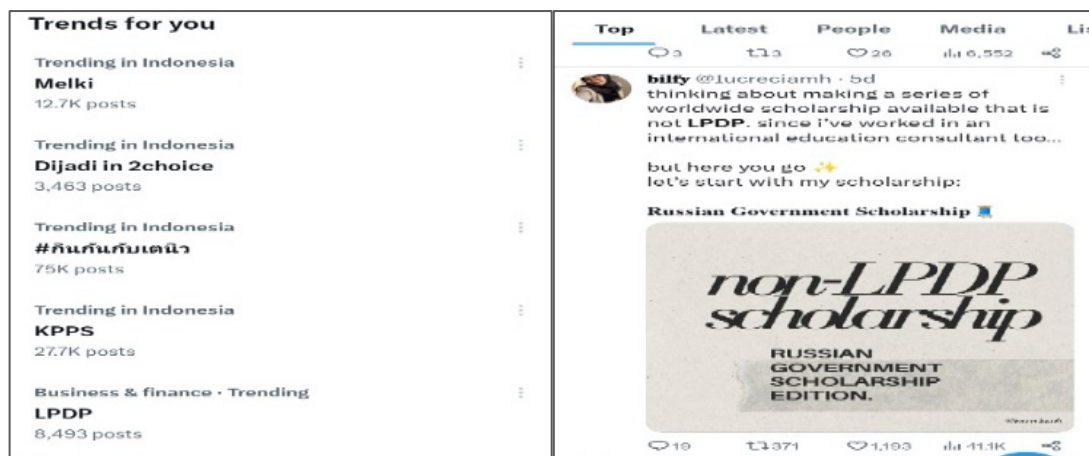 Trends for you
Trending in Indonesia
Melki
12.7K posts
Trending in Indonesia
Dijadi in 2choice
3,463 posts
Trending in Indonesia
#กินกันกับเตนิว
75K posts
Trending in Indonesia
KPPS
27.7K posts
Business & finance · Trending
LPDP
8,493 posts
Top Latest People Media
3 3 26 6,552
bilfy @lucreciamh · 5d
thinking about making a series of
worldwide scholarship available that is
not LPDP. since i've worked in an
international education consultant too...
but here you go ✨
let's start with my scholarship:
Russian Government Scholarship 🧵
non-LPDP
scholarship
RUSSIAN
GOVERNMENT
SCHOLARSHIP
EDITION.
19 371 1,193 41.1K